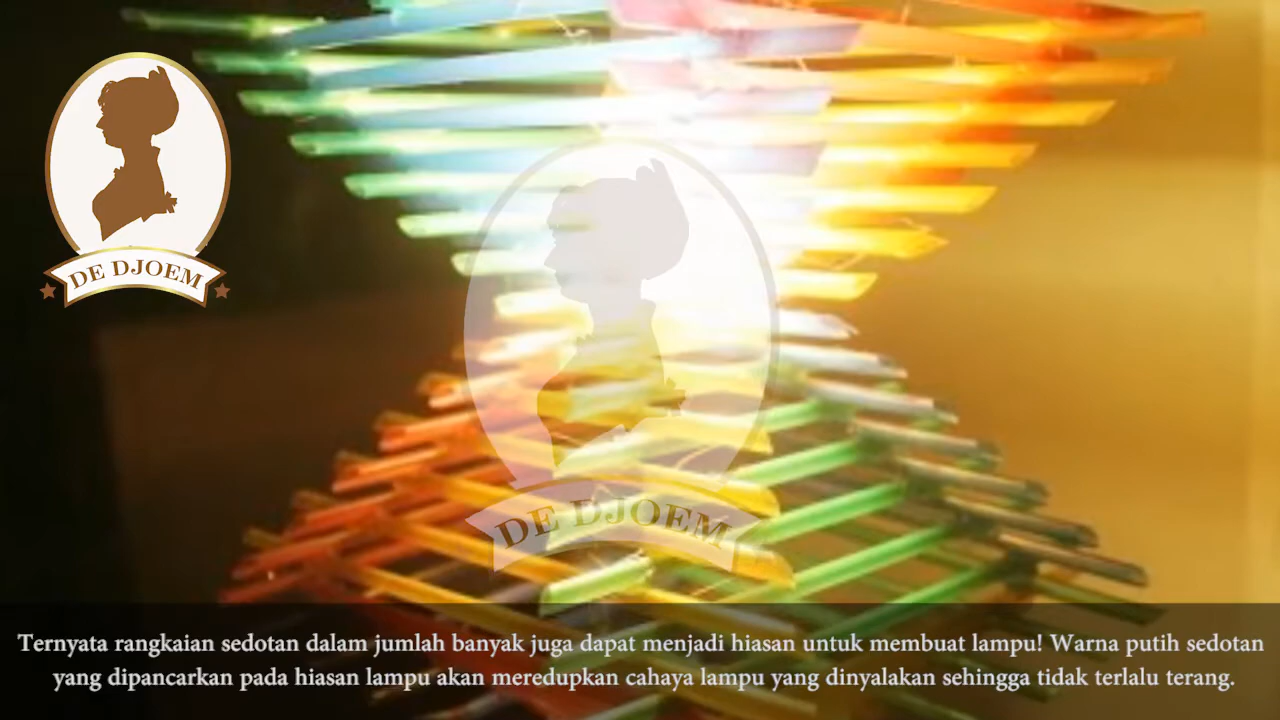 DE DJOEM
DE DJOEM
Ternyata rangkaian sedotan dalam jumlah banyak juga dapat menjadi hiasan untuk membuat lampu! Warna putih sedotan
yang dipancarkan pada hiasan lampu akan meredupkan cahaya lampu yang dinyalakan sehingga tidak terlalu terang.